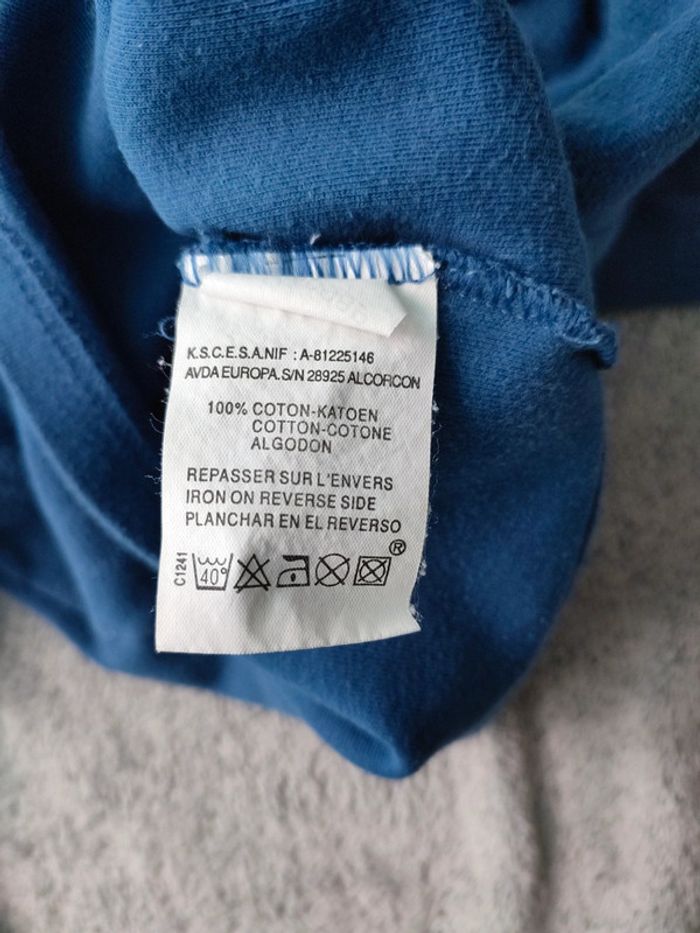 K.S.C.E.S.A.NIF : A-81225146
AVDA EUROPA.S/N 28925 ALCORCON
100% COTON-KATOEN
COTTON-COTONE
ALGODON
REPASSER SUR L'ENVERS
IRON ON REVERSE SIDE
PLANCHAR EN EL REVERSO
C1241 40° ®